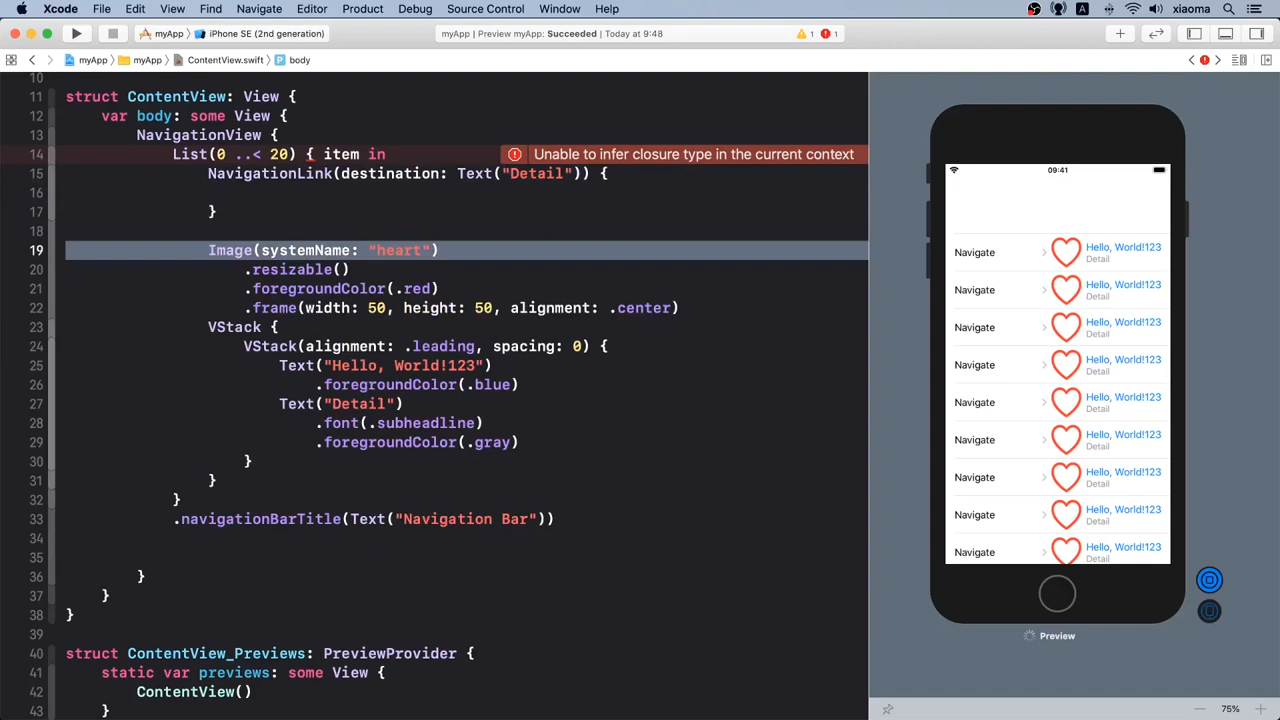 Xcode File Edit View Find Navigate Editor Product Debug Source Control Window Help A xiaoma
myApp iPhone SE (2nd generation) myApp | Preview myApp: Succeeded | Today at 9:48 1 1
myApp myApp ContentView.swift P body
10
11 struct ContentView: View {
12 var body: some View {
13 NavigationView {
14 List(0 ..< 20) { item in Unable to infer closure type in the current context
15 NavigationLink(destination: Text("Detail")) {
16
17 }
18
19 Image(systemName: "heart")
20 .resizable()
21 .foregroundColor(.red)
22 .frame(width: 50, height: 50, alignment: .center)
23 VStack {
24 VStack(alignment: .leading, spacing: 0) {
25 Text("Hello, World!123")
26 .foregroundColor(.blue)
27 Text("Detail")
28 .font(.subheadline)
29 .foregroundColor(.gray)
30 }
31 }
32 }
33 .navigationBarTitle(Text("Navigation Bar"))
34
35
36 }
37 }
38 }
39
40 struct ContentView_Previews: PreviewProvider {
41 static var previews: some View {
42 ContentView()
43 }
09:41
Navigate Hello, World!123
Detail
Navigate Hello, World!123
Detail
Navigate Hello, World!123
Detail
Navigate Hello, World!123
Detail
Navigate Hello, World!123
Detail
Navigate Hello, World!123
Detail
Navigate Hello, World!123
Detail
Navigate Hello, World!123
Detail
Navigate Hello, World!123
Detail
Preview
75%